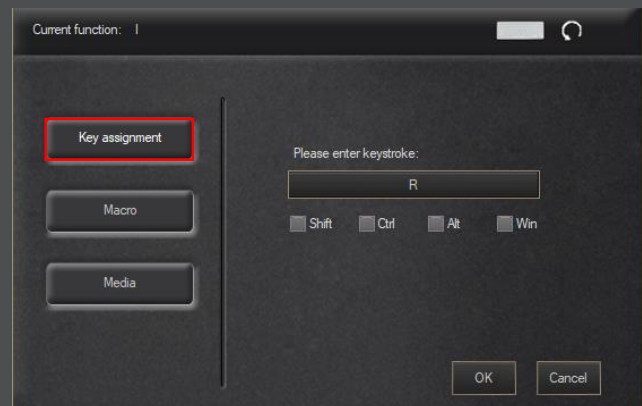 Current function: I
Key assignment
Please enter keystroke:
R
Macro
Shift Ctrl Alt Win
Media
OK Cancel